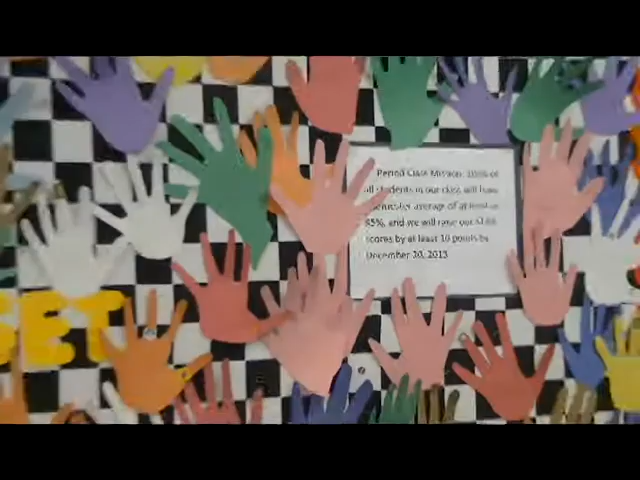 Period Class Mission: 100% of
all students in our class will have
semester average of at least
85%, and we will raise our
scores by at least 10 points by
December 20, 2013
SET